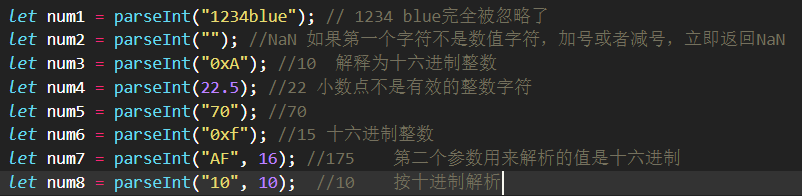 let num1 = parseInt("1234blue"); // 1234 blue完全被忽略了
let num2 = parseInt(""); //NaN 如果第一个字符不是数值字符，加号或者减号，立即返回NaN
let num3 = parseInt("0xA"); //10  解释为十六进制整数
let num4 = parseInt(22.5); //22 小数点不是有效的整数字符
let num5 = parseInt("70"); //70
let num6 = parseInt("0xf"); //15 十六进制整数
let num7 = parseInt("AF", 16); //175    第二个参数用来解析的值是十六进制
let num8 = parseInt("10", 10);  //10    按十进制解析